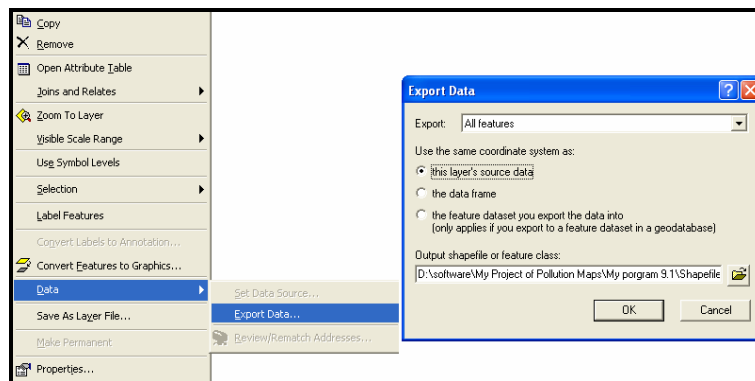 Copy
Remove
Open Attribute Table
Joins and Relates
Zoom To Layer
Visible Scale Range
Use Symbol Levels
Selection
Label Features
Convert Labels to Annotation...
Convert Features to Graphics...
Data
Save As Layer File...
Make Permanent
Properties...
Set Data Source...
Export Data...
Review/Rematch Addresses...
Export Data
Export: All features
Use the same coordinate system as:
this layer's source data
the data frame
the feature dataset you export the data into
(only applies if you export to a feature dataset in a geodatabase)
Output shapefile or feature class:
D:\software\My Project of Pollution Maps\My porgram 9.1\Shapefile
OK Cancel